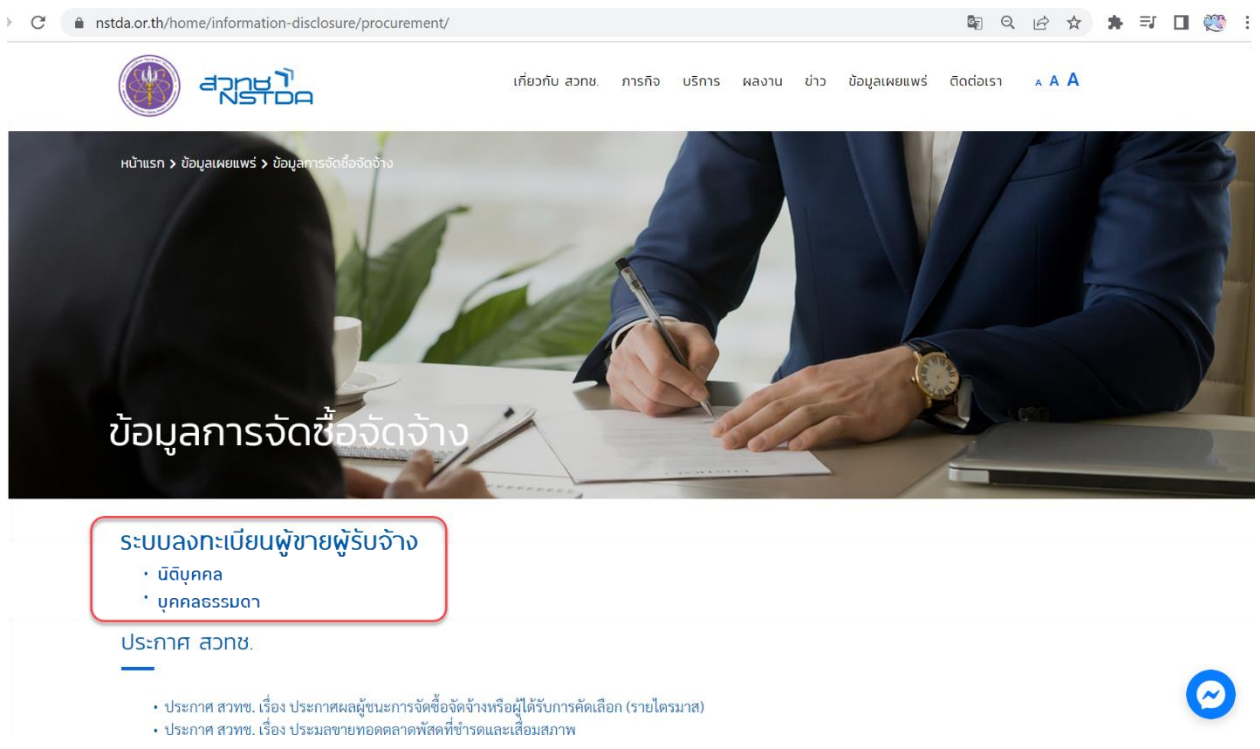 nstda.or.th/home/information-disclosure/procurement/
สวทช
NSTDA
เกี่ยวกับ สวทช. ภารกิจ บริการ ผลงาน ข่าว ข้อมูลเผยแพร่ ติดต่อเรา A A A
หน้าแรก > ข้อมูลเผยแพร่ > ข้อมูลการจัดซื้อจัดจ้าง
ข้อมูลการจัดซื้อจัดจ้าง
ระบบลงทะเบียนผู้ขายผู้รับจ้าง
• นิติบุคคล
• บุคคลธรรมดา
ประกาศ สวทช.
• ประกาศ สวทช. เรื่อง ประกาศผลผู้ชนะการจัดซื้อจัดจ้างหรือผู้ได้รับการคัดเลือก (รายไตรมาส)
• ประกาศ สวทช. เรื่อง ประมูลขายทอดตลาดพัสดุที่ชำรุดและเสื่อมสภาพ